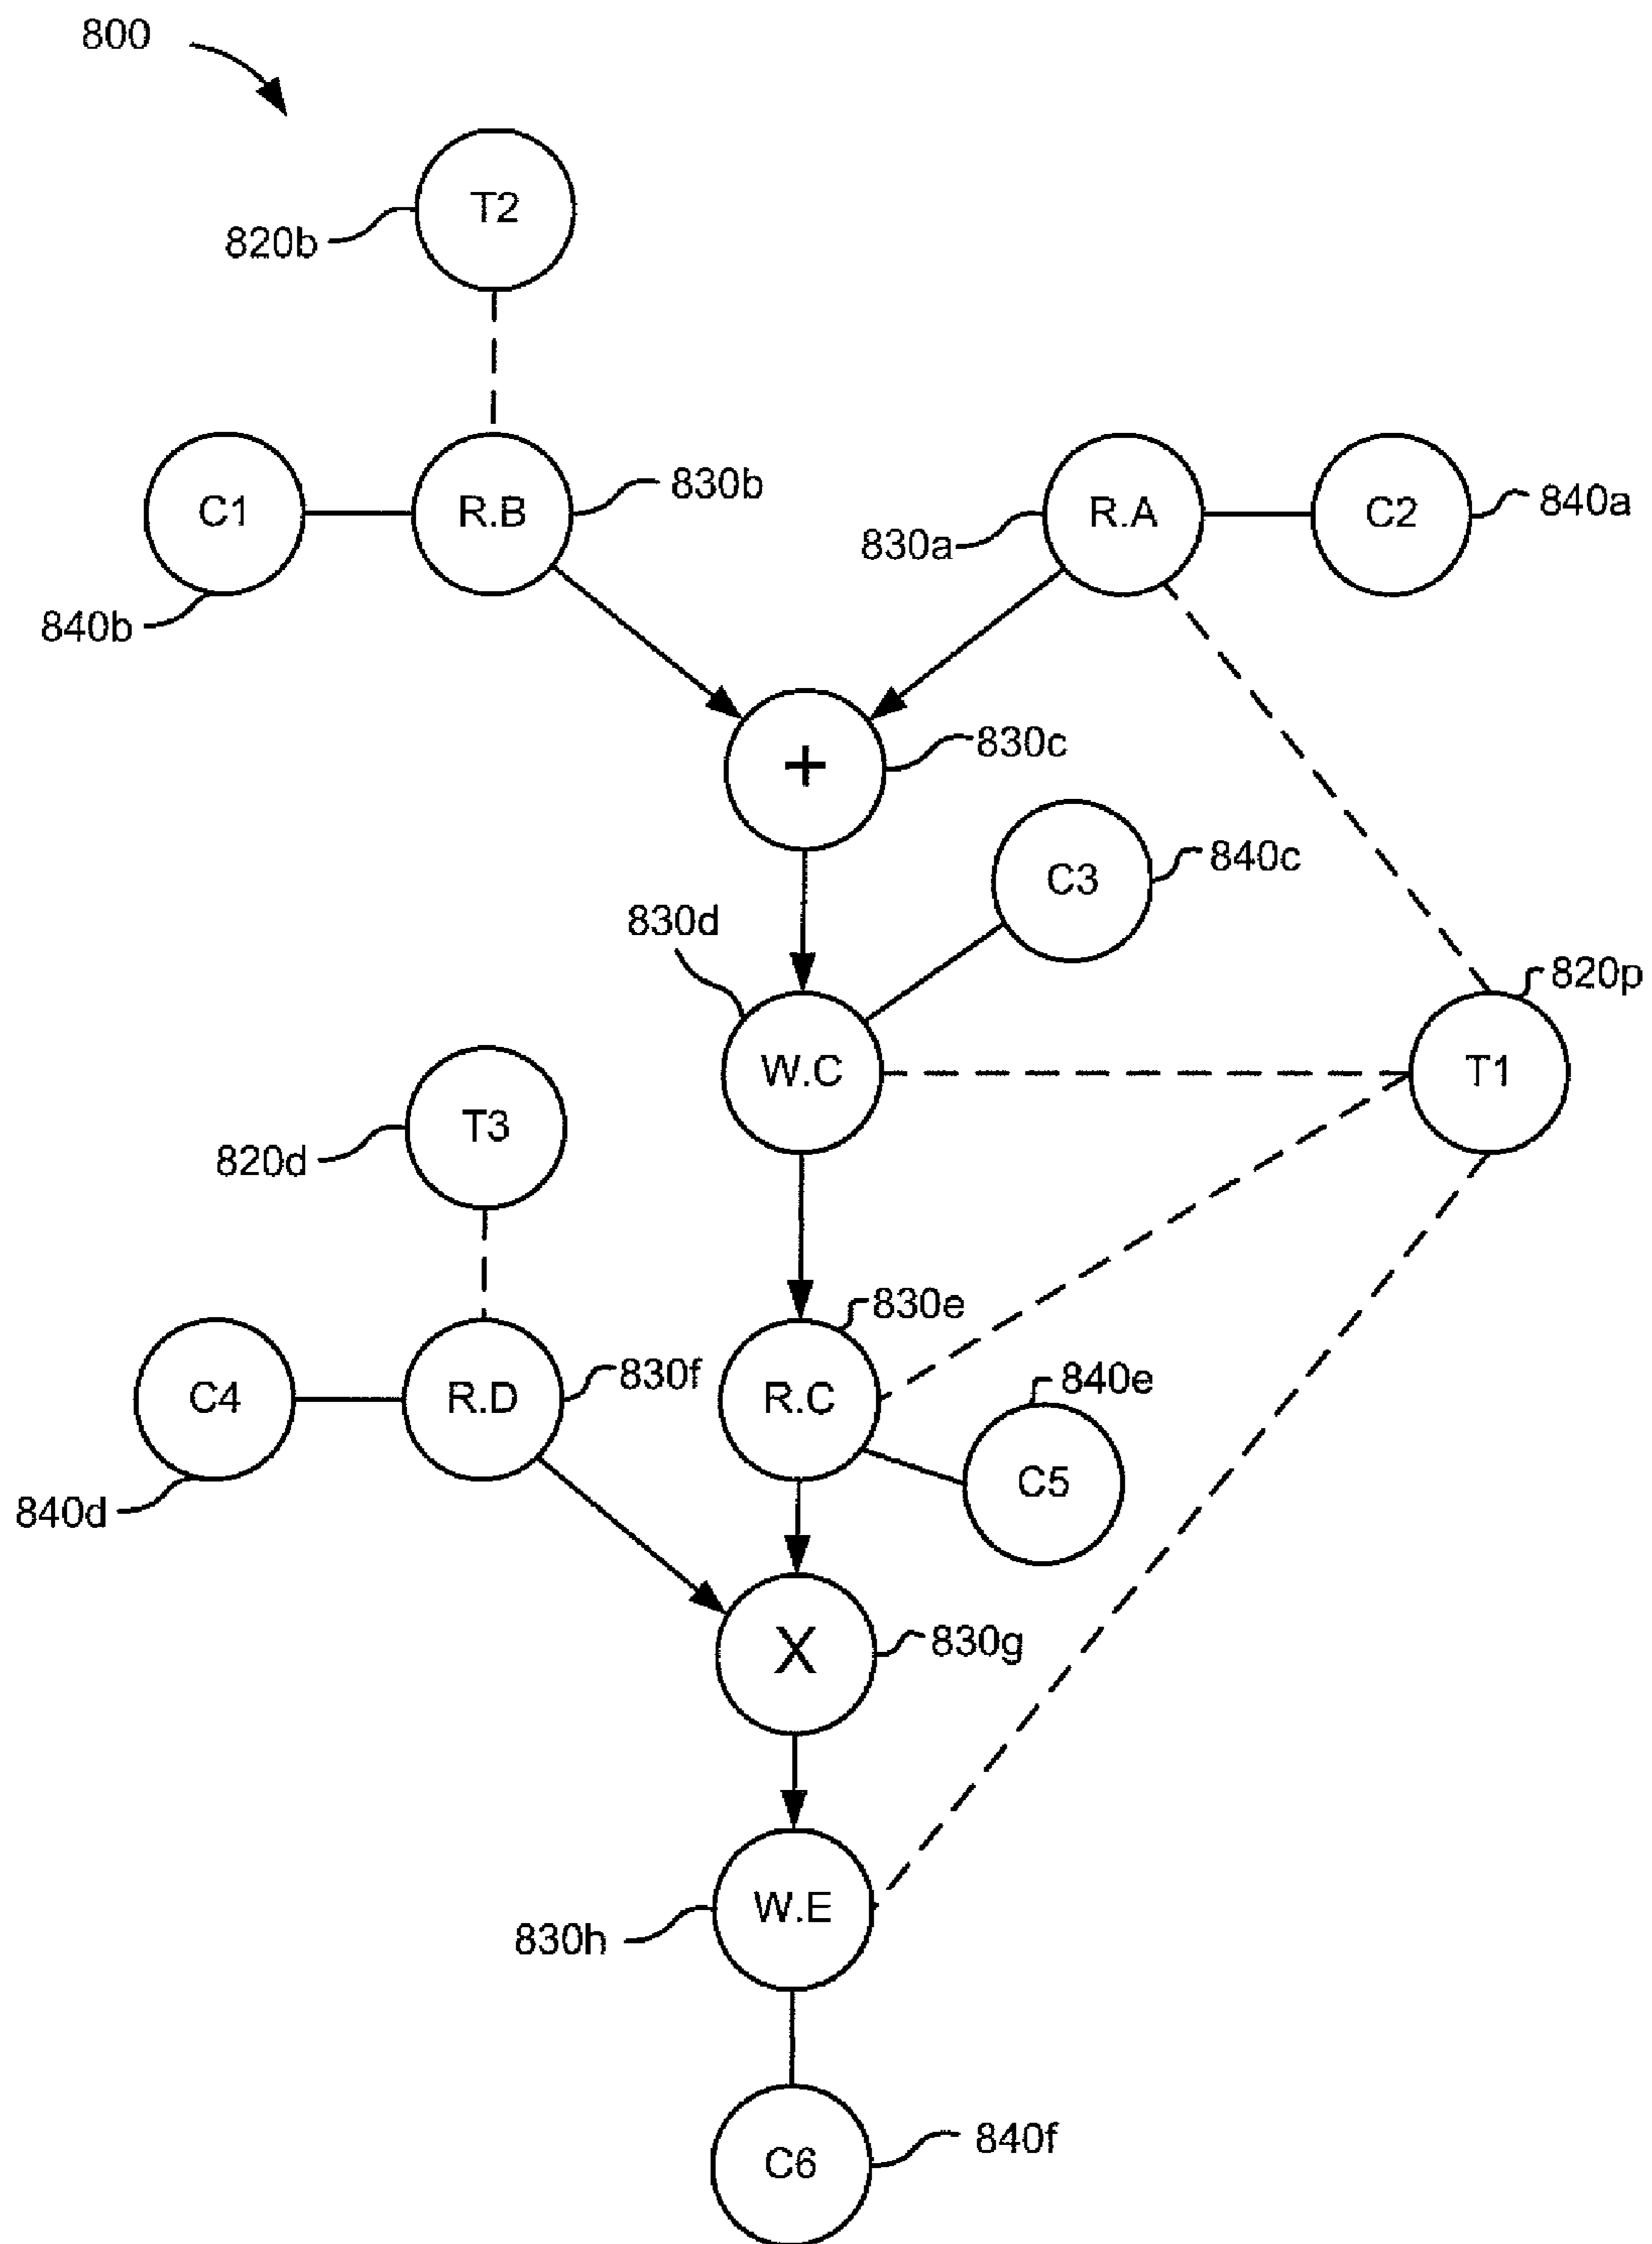 800
T2
820b
C1
R.B
830b
R.A
C2
840a
830a
840b
+
830c
C3
840c
830d
820p
W.C
T1
T3
820d
830e
C4
R.D
830f
R.C
840e
C5
840d
X
830g
W.E
830h
C6
840f